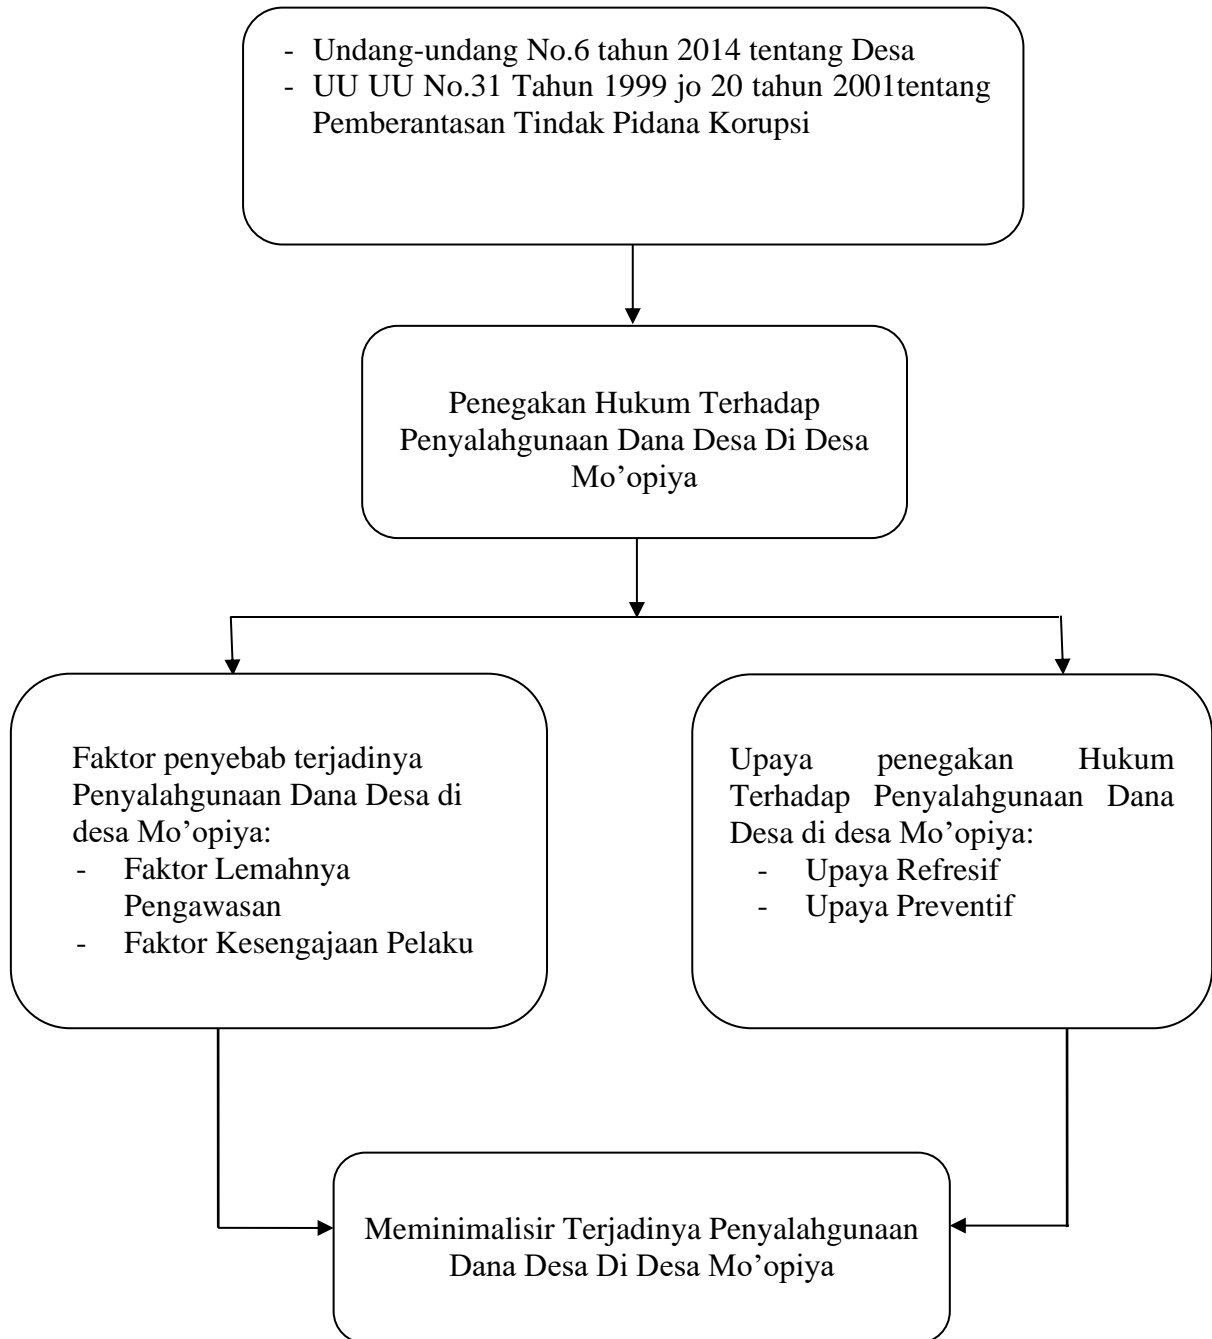 - Undang-undang No.6 tahun 2014 tentang Desa
- UU UU No.31 Tahun 1999 jo 20 tahun 2001tentang
Pemberantasan Tindak Pidana Korupsi
Penegakan Hukum Terhadap
Penyalahgunaan Dana Desa Di Desa
Mo’opiya
Faktor penyebab terjadinya
Penyalahgunaan Dana Desa di
desa Mo’opiya:
- Faktor Lemahnya
Pengawasan
- Faktor Kesengajaan Pelaku
Upaya penegakan Hukum
Terhadap Penyalahgunaan Dana
Desa di desa Mo’opiya:
- Upaya Refresif
- Upaya Preventif
Meminimalisir Terjadinya Penyalahgunaan
Dana Desa Di Desa Mo’opiya